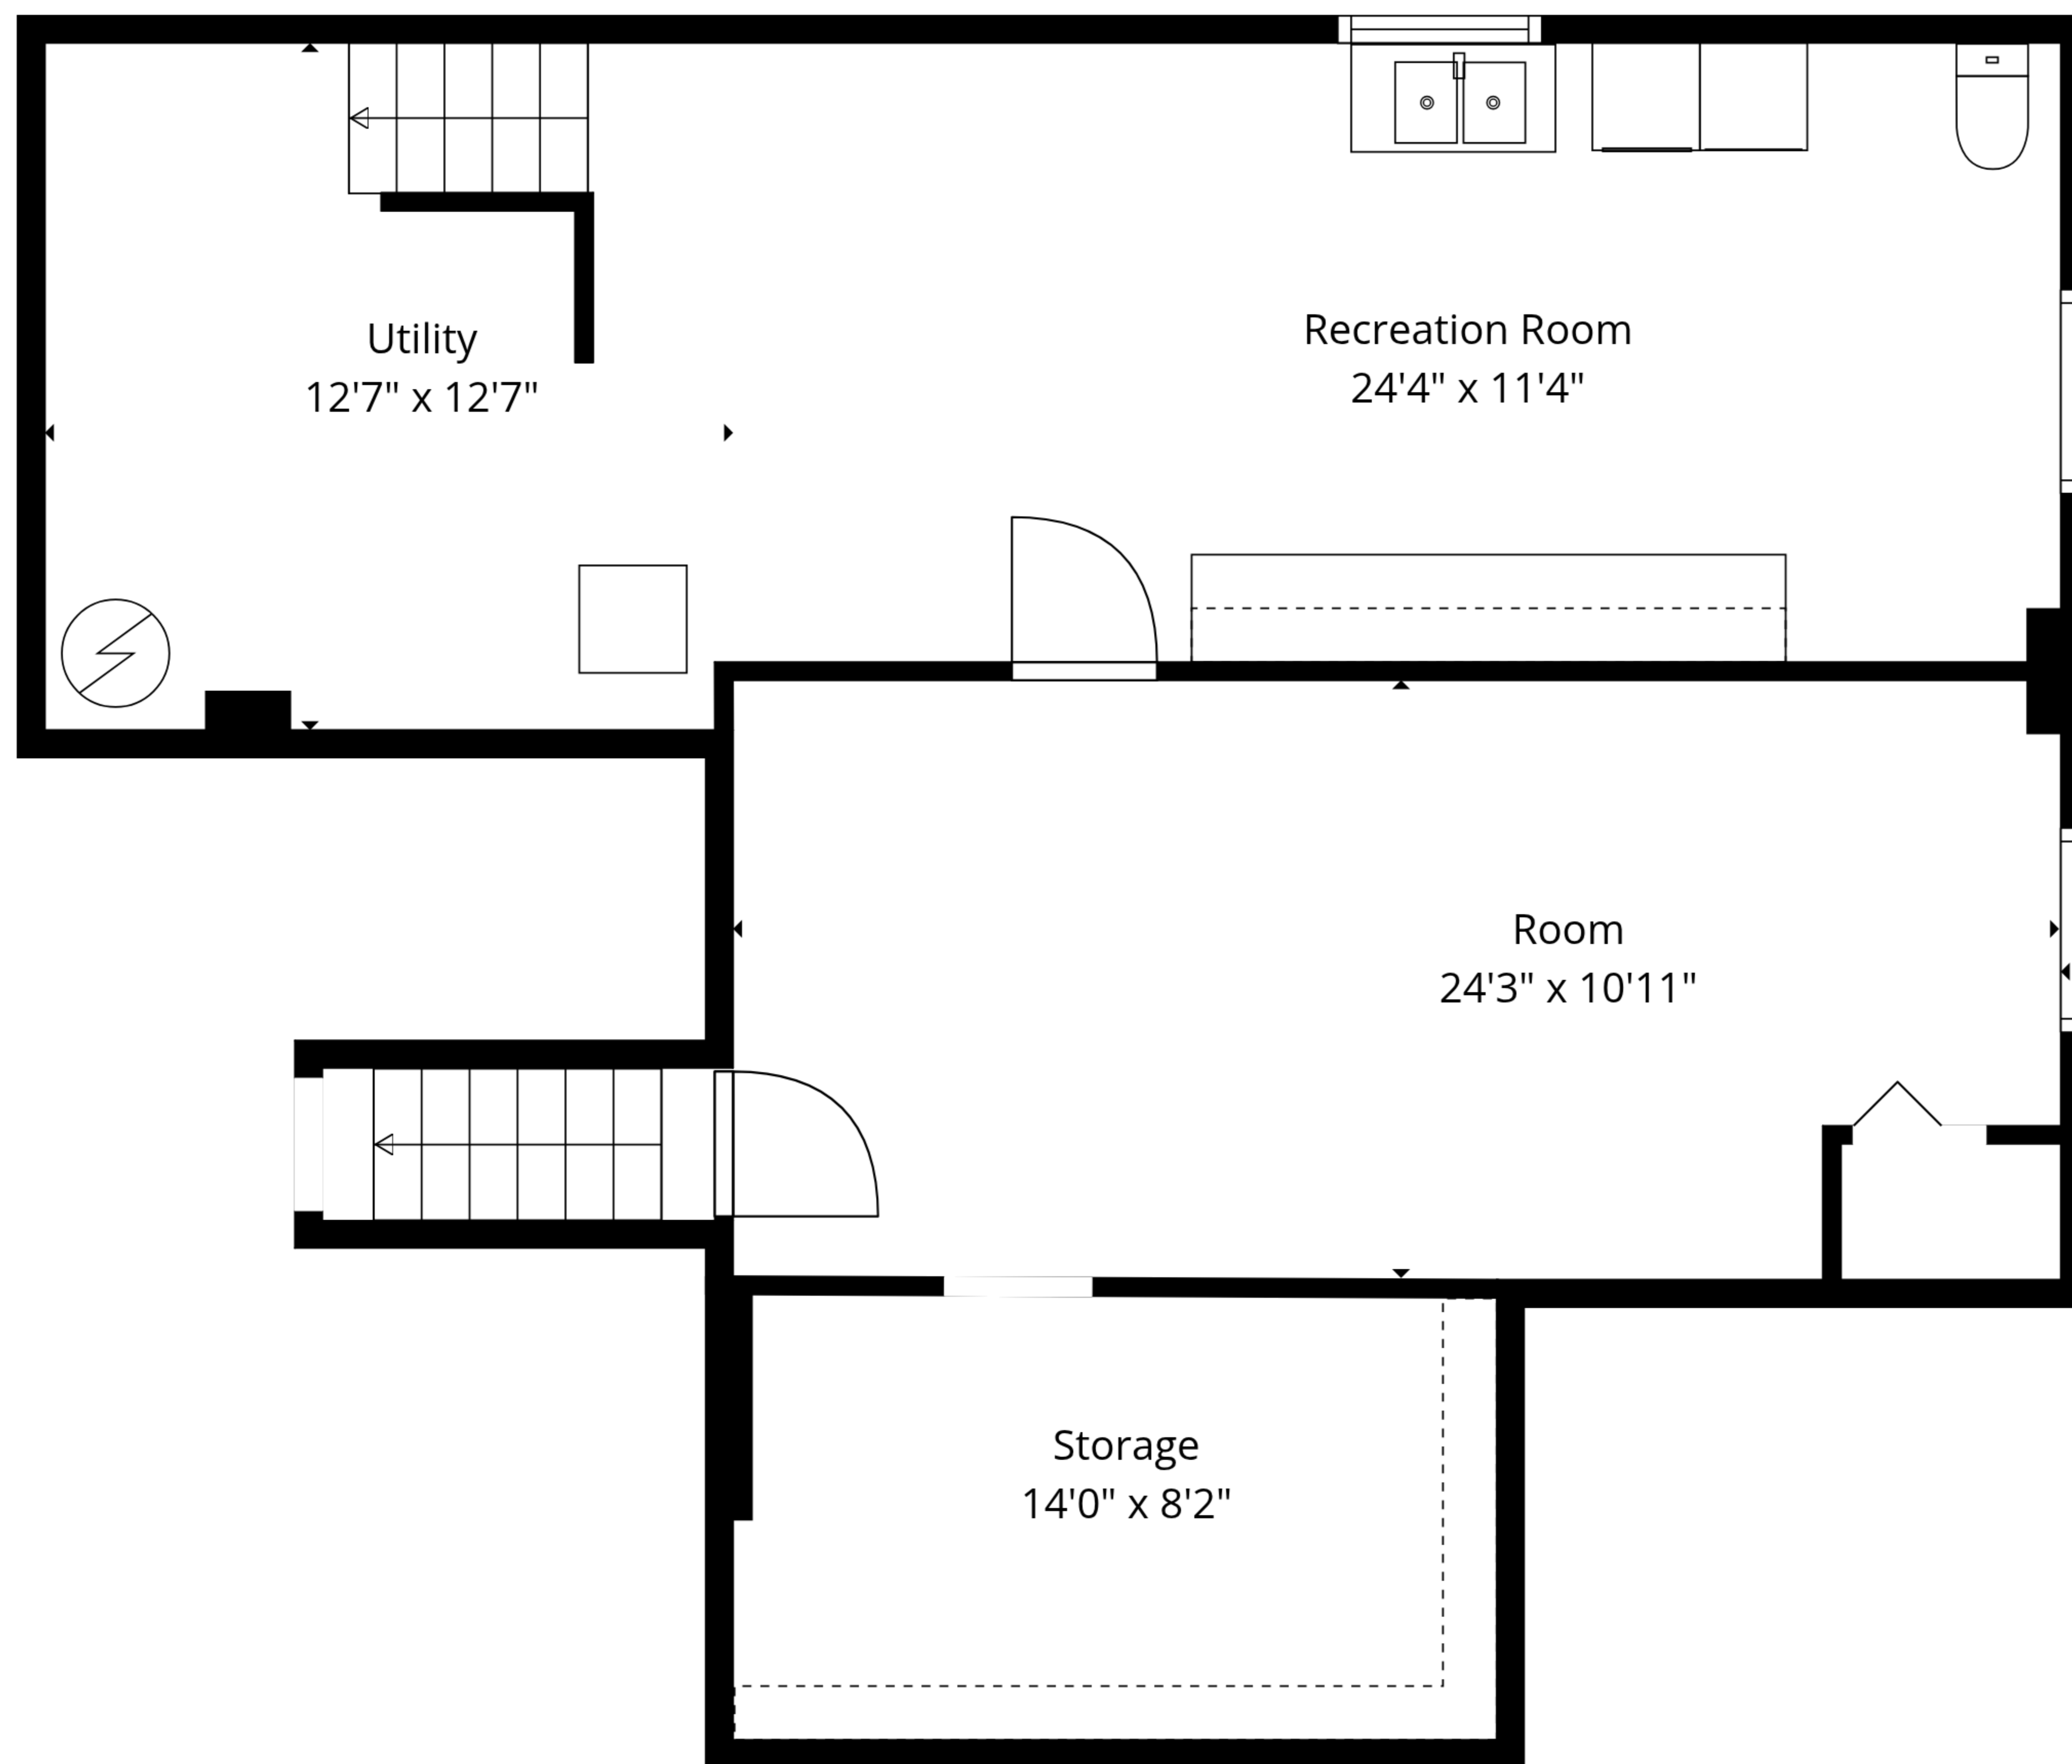 Utility
12'7" x 12'7"
Recreation Room
24'4" x 11'4"
Room
24'3" x 10'11"
Storage
14'0" x 8'2"